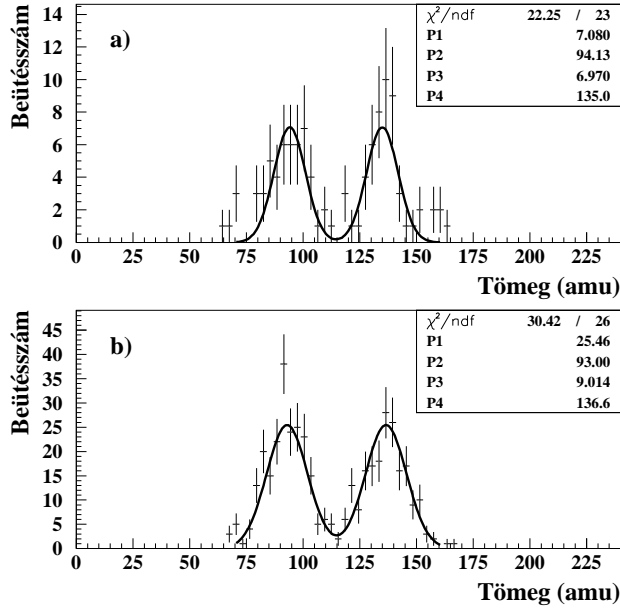 a)
χ²/ndf 22.25 / 23
P1 7.080
P2 94.13
P3 6.970
P4 135.0
Beütésszám
14
12
10
8
6
4
2
0
0 25 50 75 100 125 150 175 200 225
Tömeg (amu)
b)
χ²/ndf 30.42 / 26
P1 25.46
P2 93.00
P3 9.014
P4 136.6
Beütésszám
45
40
35
30
25
20
15
10
5
0
0 25 50 75 100 125 150 175 200 225
Tömeg (amu)